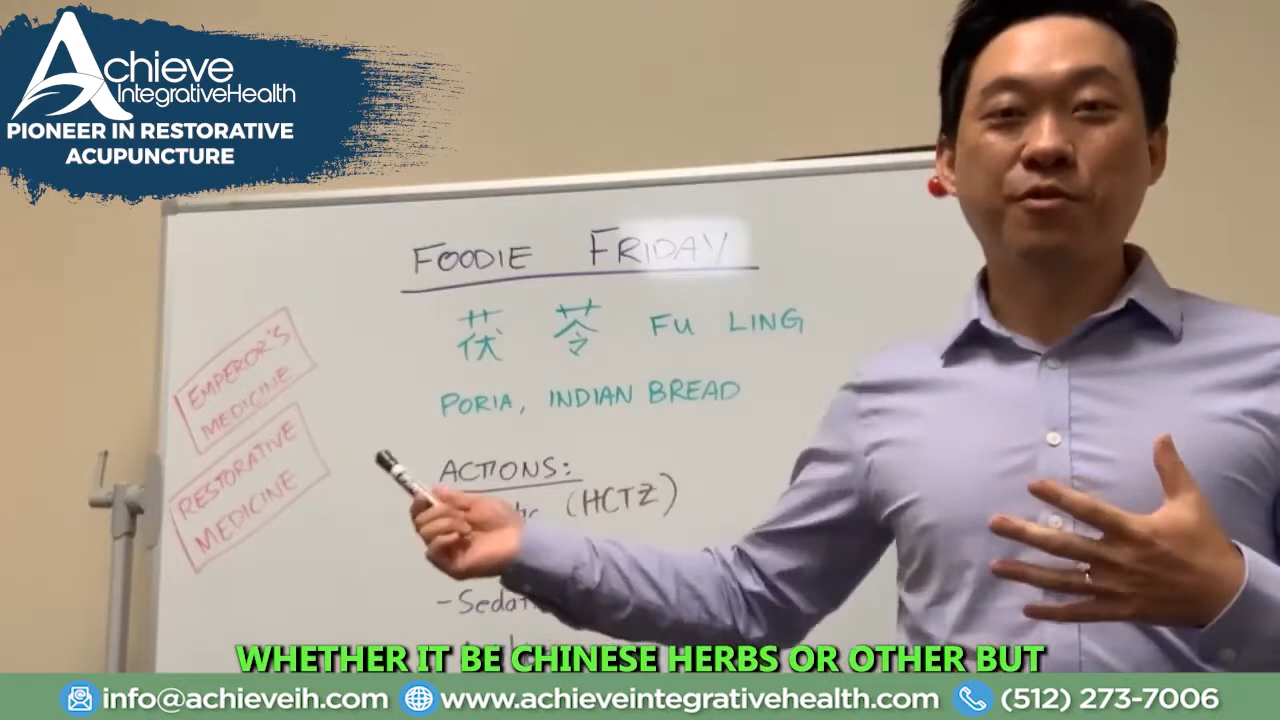 Achieve
IntegrativeHealth
PIONEER IN RESTORATIVE
ACUPUNCTURE
FOODIE FRIDAY
茯苓 FU LING
PORIA, INDIAN BREAD
EMPEROR'S
MEDICINE
RESTORATIVE
MEDICINE
ACTIONS:
(HCTZ)
WHETHER IT BE CHINESE HERBS OR OTHER BUT
info@achieveih.com www.achieveintegrativehealth.com (512) 273-7006